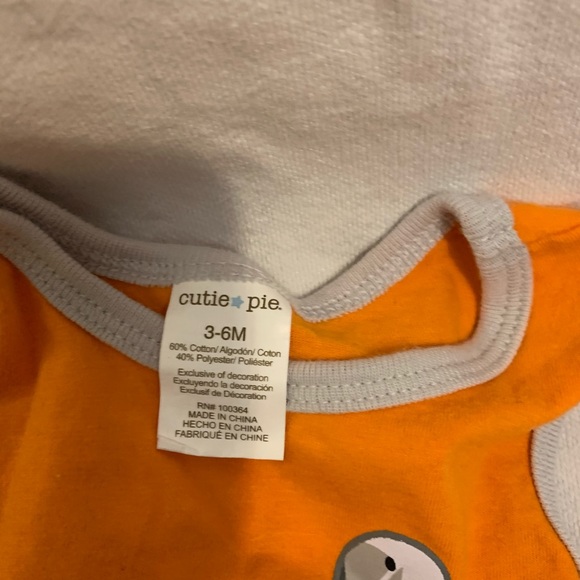 cutie pie.
3-6M
60% Cotton/ Algodón/ Coton
40% Polyester/ Poliéster
Exclusive of decoration
Excluyendo la decoración
Exclusif de Décoration
RN# 100364
MADE IN CHINA
HECHO EN CHINA
FABRIQUÉ EN CHINE